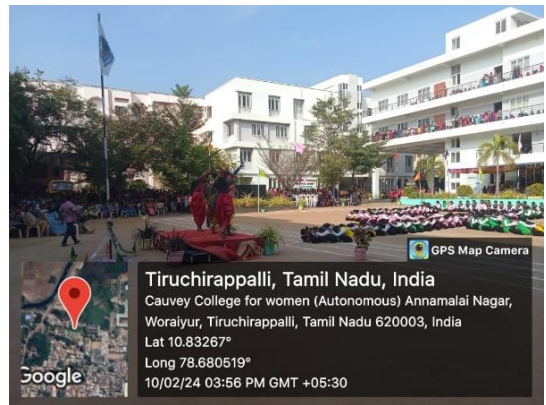 GPS Map Camera
Tiruchirappalli, Tamil Nadu, India
Cauvey College for women (Autonomous) Annamalai Nagar,
Woraiyur, Tiruchirappalli, Tamil Nadu 620003, India
Lat 10.83267°
Long 78.680519°
10/02/24 03:56 PM GMT +05:30
Google